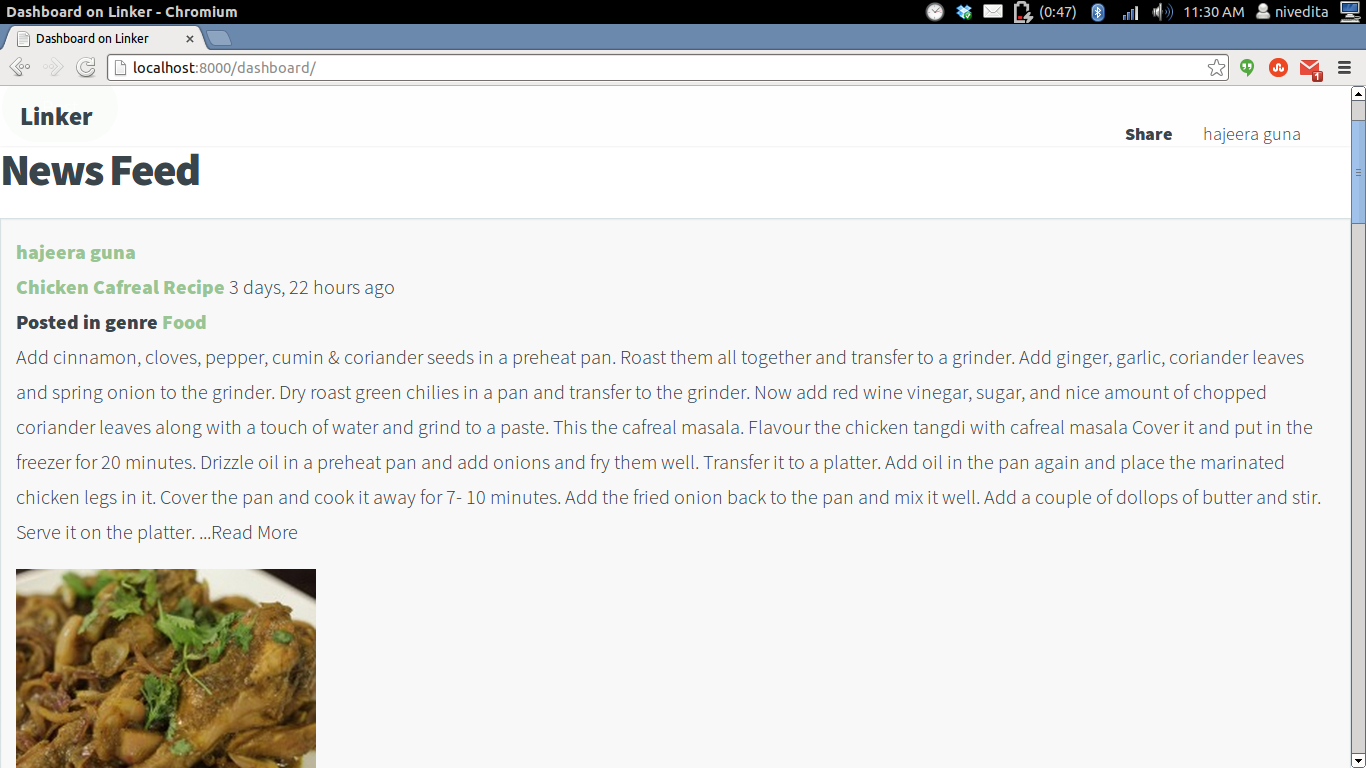 Dashboard on Linker - Chromium
(0:47)
11:30 AM
nivedita
Dashboard on Linker
localhost:8000/dashboard/
1
Linker
Share
hajeera guna
News Feed
hajeera guna
Chicken Cafreal Recipe 3 days, 22 hours ago
Posted in genre Food
Add cinnamon, cloves, pepper, cumin & coriander seeds in a preheat pan. Roast them all together and transfer to a grinder. Add ginger, garlic, coriander leaves
and spring onion to the grinder. Dry roast green chilies in a pan and transfer to the grinder. Now add red wine vinegar, sugar, and nice amount of chopped
coriander leaves along with a touch of water and grind to a paste. This the cafreal masala. Flavour the chicken tangdi with cafreal masala Cover it and put in the
freezer for 20 minutes. Drizzle oil in a preheat pan and add onions and fry them well. Transfer it to a platter. Add oil in the pan again and place the marinated
chicken legs in it. Cover the pan and cook it away for 7- 10 minutes. Add the fried onion back to the pan and mix it well. Add a couple of dollops of butter and stir.
Serve it on the platter. ...Read More